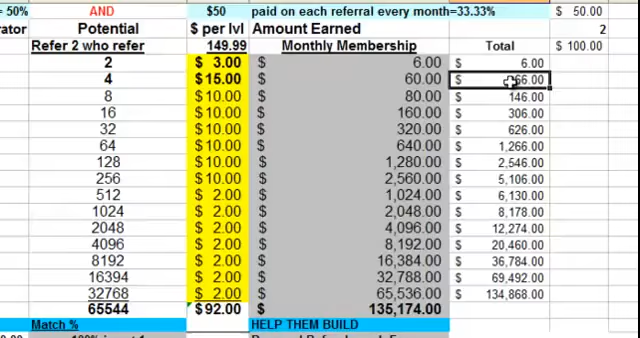 = 50% AND $50 paid on each referral every month=33.33% $ 50.00
ator Potential $ per lvl Amount Earned 2
Refer 2 who refer 149.99 Monthly Membership Total $ 100.00
2 $ 3.00 $ 6.00 $ 6.00
4 $15.00 $ 60.00 $ 66.00
8 $10.00 $ 80.00 $ 146.00
16 $10.00 $ 160.00 $ 306.00
32 $10.00 $ 320.00 $ 626.00
64 $10.00 $ 640.00 $ 1,266.00
128 $10.00 $ 1,280.00 $ 2,546.00
256 $10.00 $ 2,560.00 $ 5,106.00
512 $ 2.00 $ 1,024.00 $ 6,130.00
1024 $ 2.00 $ 2,048.00 $ 8,178.00
2048 $ 2.00 $ 4,096.00 $ 12,274.00
4096 $ 2.00 $ 8,192.00 $ 20,460.00
8192 $ 2.00 $ 16,384.00 $ 36,784.00
16394 $ 2.00 $ 32,788.00 $ 69,492.00
32768 $ 2.00 $ 65,536.00 $ 134,868.00
65544 $92.00 $ 135,174.00
Match % HELP THEM BUILD